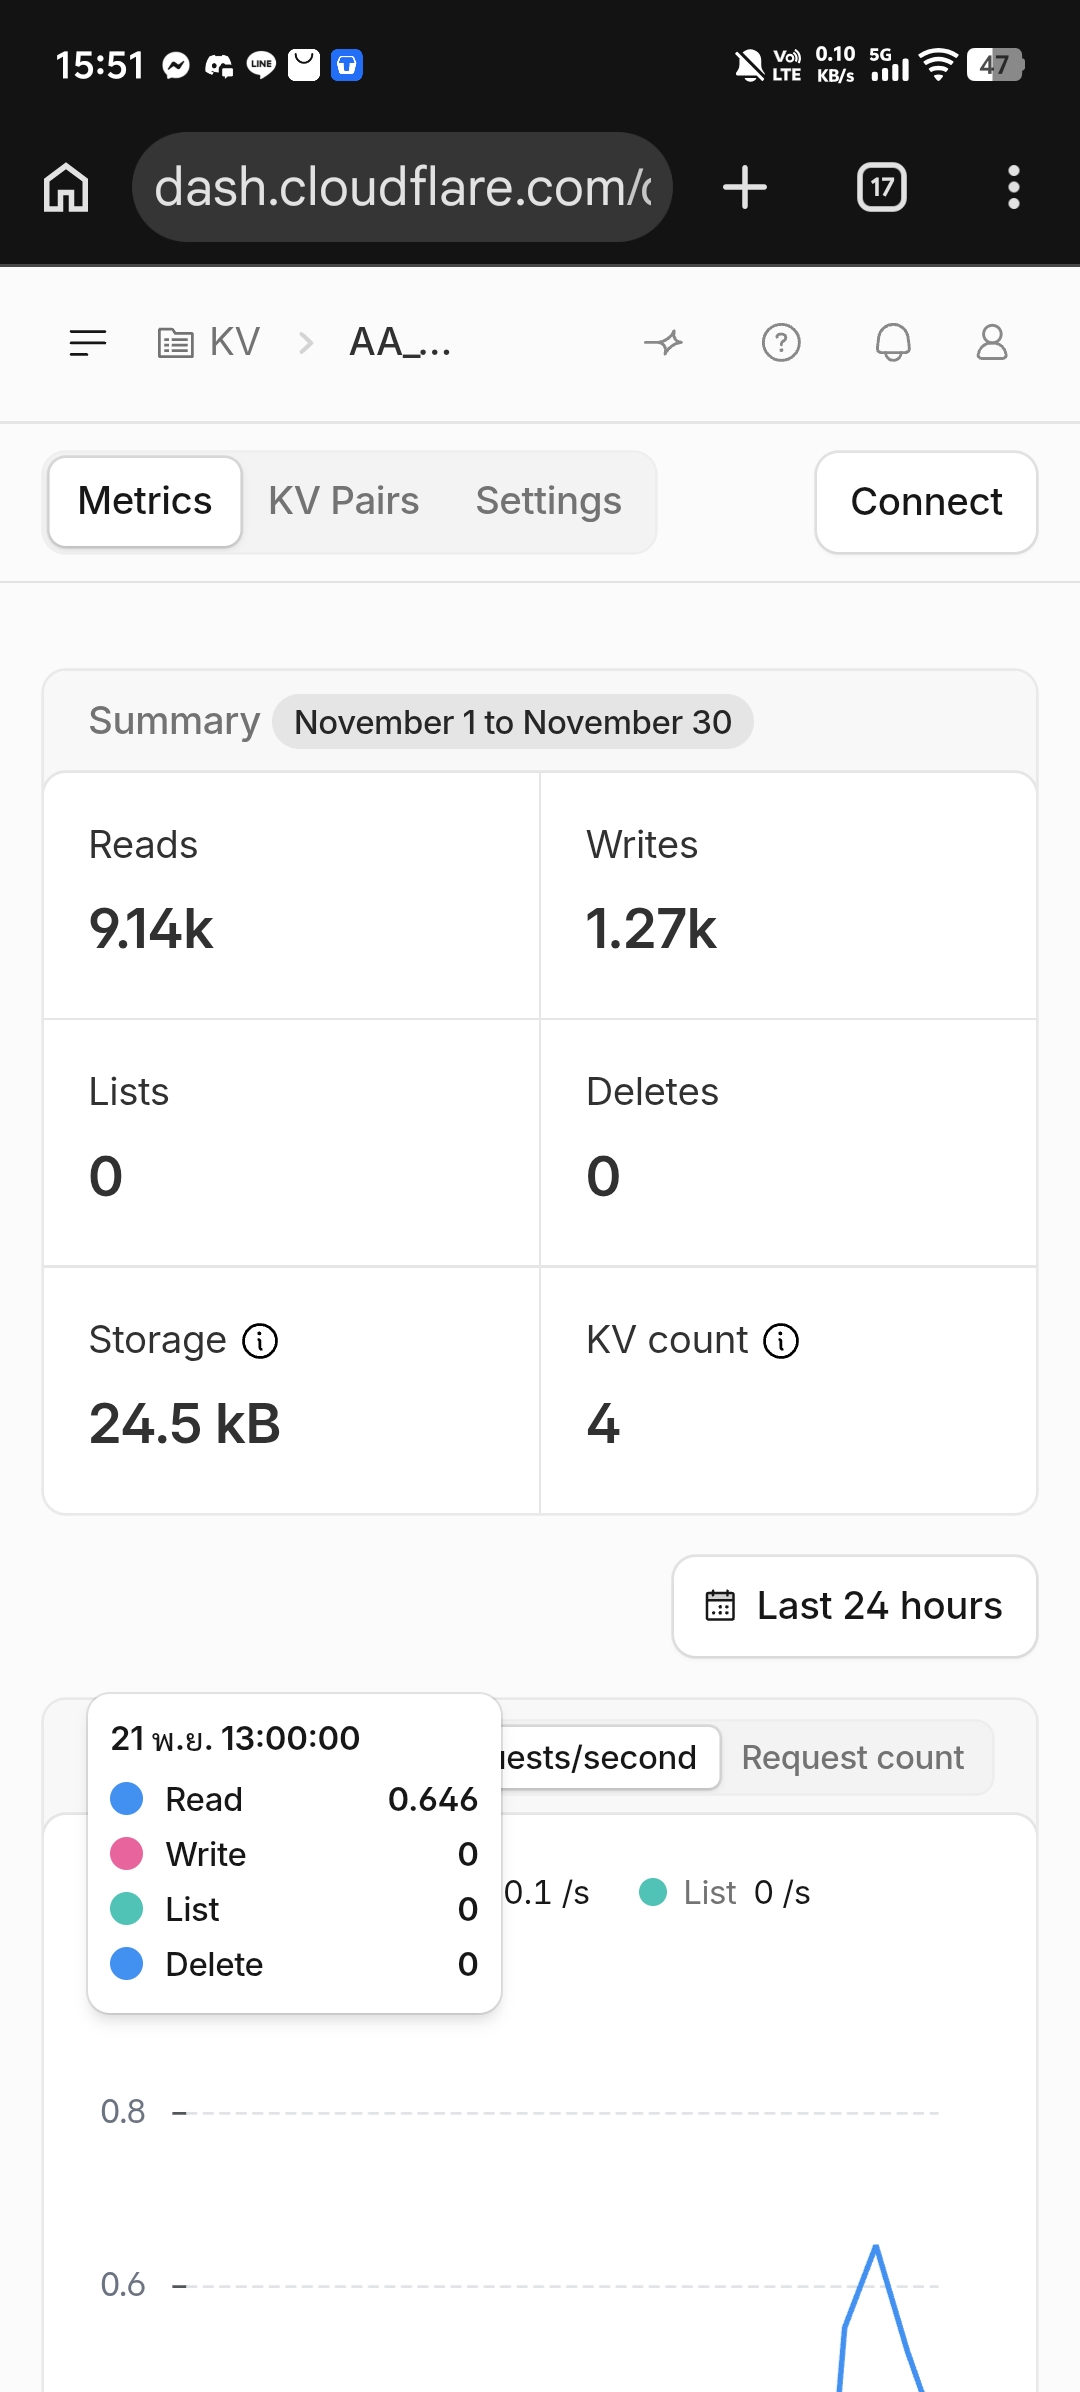 15:51
LINE
Vo)) LTE
0.10 KB/s
5G
47
dash.cloudflare.com/
17
KV
AA_...
Metrics
KV Pairs
Settings
Connect
Summary
November 1 to November 30
Reads
Writes
9.14k
1.27k
Lists
Deletes
0
0
Storage
KV count
24.5 kB
4
Last 24 hours
21 พ.ย. 13:00:00
uests/second
Request count
Read 0.646
Write 0
List 0
Delete 0
0.1 /s
List 0 /s
0.8
0.6